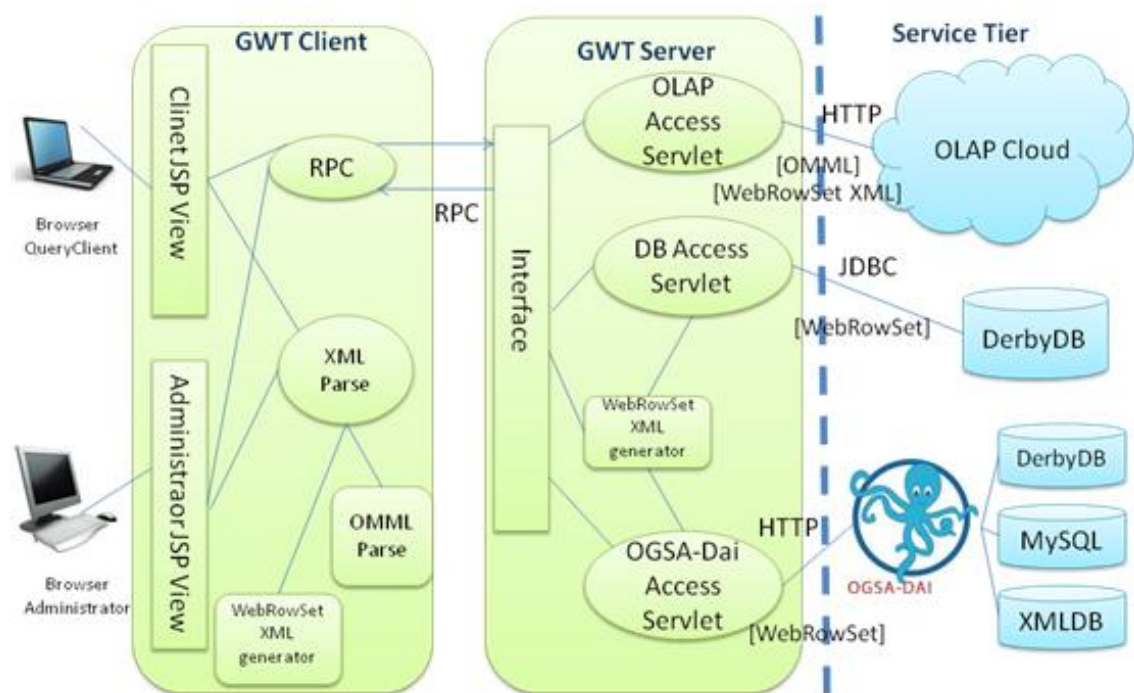 GWT Client
GWT Server
Service Tier
Browser
QueryClient
Clinet JSP View
RPC
RPC
Interface
OLAP
Access
Servlet
HTTP
[OMML]
[WebRowSet XML]
OLAP Cloud
DB Access
Servlet
JDBC
[WebRowSet]
DerbyDB
XML
Parse
WebRowSet
XML
generator
Browser
Administrator
Administraor JSP View
OMML
Parse
WebRowSet
XML
generator
OGSA-Dai
Access
Servlet
HTTP
[WebRowSet]
OGSA-DAI
DerbyDB
MySQL
XMLDB